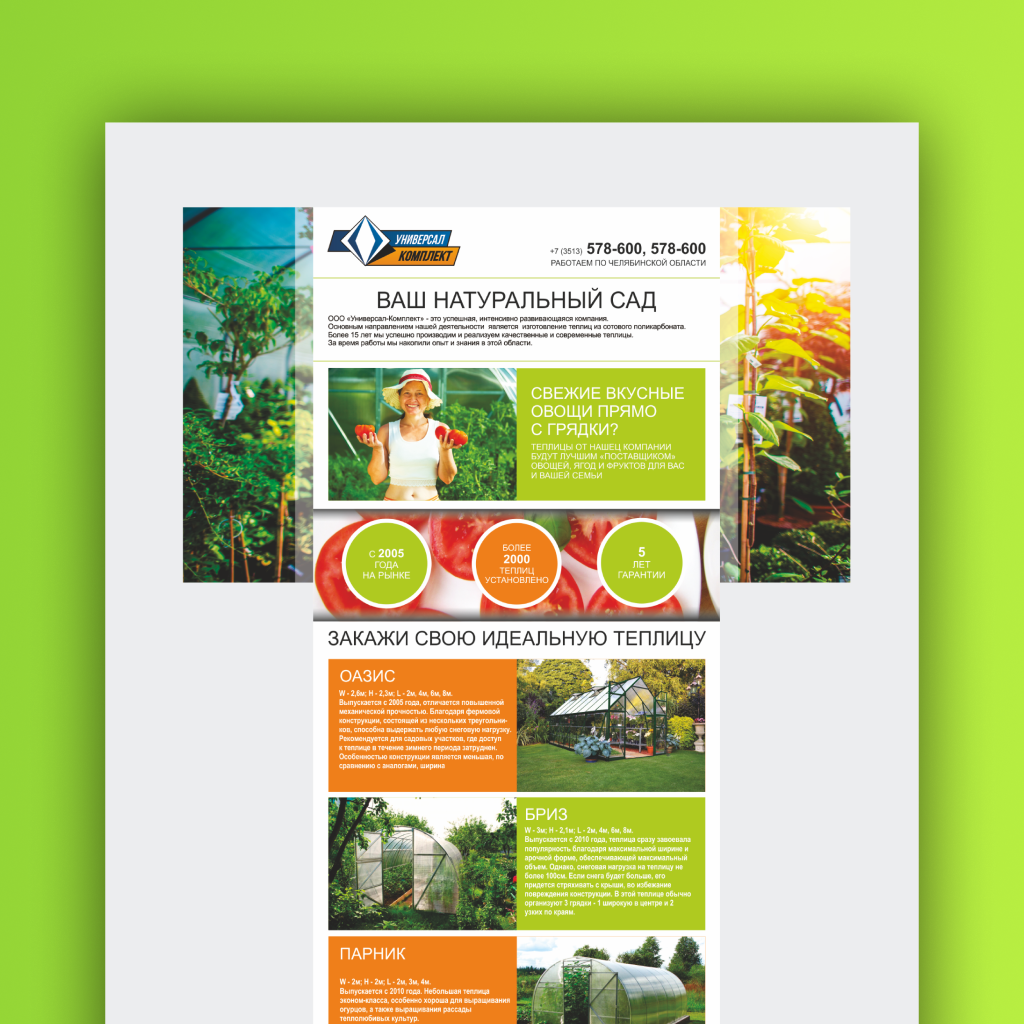 УНИВЕРСАЛ
КОМПЛЕКТ
+7 (3513) 578-600, 578-600
РАБОТАЕМ ПО ЧЕЛЯБИНСКОЙ ОБЛАСТИ
ВАШ НАТУРАЛЬНЫЙ САД
ООО «Универсал-Комплект» - это успешная, интенсивно развивающаяся компания.
Основным направлением нашей деятельности является изготовление теплиц из сотового поликарбоната.
Более 15 лет мы успешно производим и реализуем качественные и современные теплицы.
За время работы мы накопили опыт и знания в этой области.
СВЕЖИЕ ВКУСНЫЕ
ОВОЩИ ПРЯМО
С ГРЯДКИ?
ТЕПЛИЦЫ ОТ НАШЕЦ КОМПАНИИ
БУДУТ ЛУЧШИМ «ПОСТАВЩИКОМ»
ОВОЩЕЙ, ЯГОД И ФРУКТОВ ДЛЯ ВАС
И ВАШЕЙ СЕМЬИ
С 2005
ГОДА
НА РЫНКЕ
БОЛЕЕ
2000
ТЕПЛИЦ
УСТАНОВЛЕНО
5
ЛЕТ
ГАРАНТИИ
ЗАКАЖИ СВОЮ ИДЕАЛЬНУЮ ТЕПЛИЦУ
ОАЗИС
W - 2,6м; H - 2,3м; L - 2м, 4м, 6м, 8м.
Выпускается с 2005 года, отличается повышенной
механической прочностью. Благодаря фермовой
конструкции, состоящей из нескольких треугольни-
ков, способна выдержать любую снеговую нагрузку.
Рекомендуется для садовых участков, где доступ
к теплице в течение зимнего периода затруднен.
Особенностью конструкции является меньшая, по
сравнению с аналогами, ширина
БРИЗ
W - 3м; H - 2,1м; L - 2м, 4м, 6м, 8м.
Выпускается с 2010 года, теплица сразу завоевала
популярность благодаря максимальной ширине и
арочной форме, обеспечивающей максимальный
объем. Однако, снеговая нагрузка на теплицу не
более 100см. Если снега будет больше, его
придется стряхивать с крыши, во избежание
повреждения конструкции. В этой теплице обычно
организуют 3 грядки - 1 широкую в центре и 2
узких по краям.
ПАРНИК
W - 2м; H - 2м; L - 2м, 3м, 4м.
Выпускается с 2010 года. Небольшая теплица
эконом-класса, особенно хороша для выращивания
огурцов, а также выращивания рассады
теплолюбивых культур.